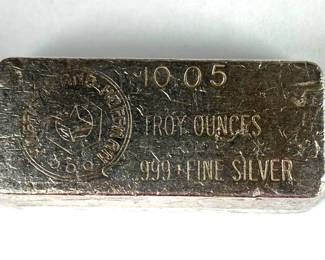 10.05
TROY OUNCES
.999+ FINE SILVER